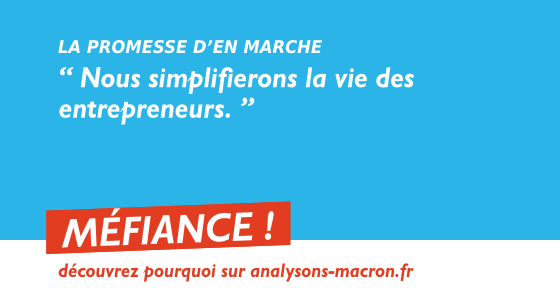 LA PROMESSE D’EN MARCHE
“ Nous simplifierons la vie des
entrepreneurs. ”
MÉFIANCE !
découvrez pourquoi sur analysons-macron.fr